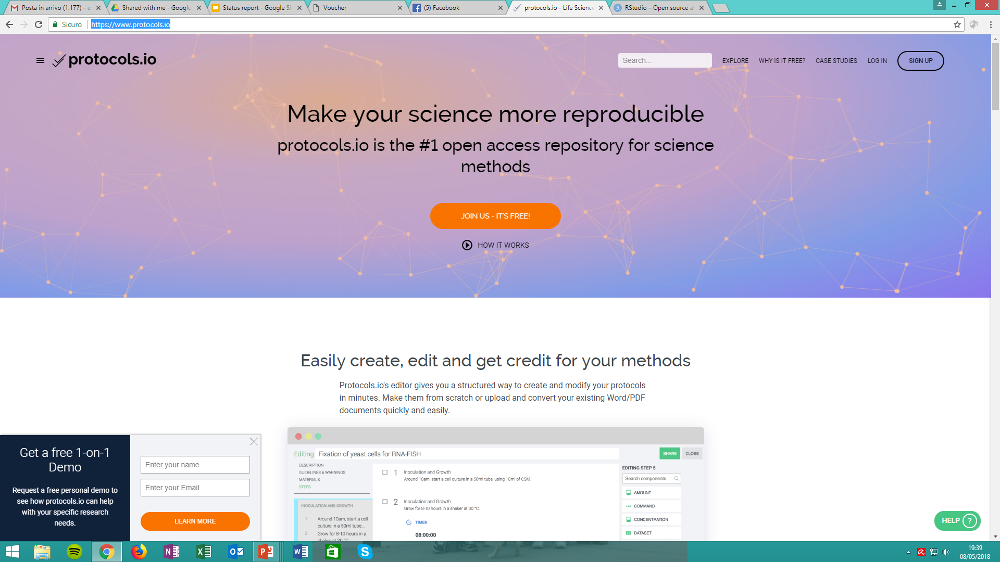 Posta in arrivo (1.177) - e
Shared with me - Google
Status report - Google Sli
Voucher
(5) Facebook
protocols.io - Life Science
RStudio – Open source a
Sicuro
https://www.protocols.io
protocols.io
Search...
EXPLORE
WHY IS IT FREE?
CASE STUDIES
LOG IN
SIGN UP
Make your science more reproducible
protocols.io is the #1 open access repository for science
methods
JOIN US - IT'S FREE!
HOW IT WORKS
Easily create, edit and get credit for your methods
Protocols.io's editor gives you a structured way to create and modify your protocols
in minutes. Make them from scratch or upload and convert your existing Word/PDF
documents quickly and easily.
Get a free 1-on-1
Demo
Request a free personal demo to
see how protocols.io can help
with your specific research
needs.
Enter your name
Enter your Email
LEARN MORE
Editing Fixation of yeast cells for RNA-FISH
SHARE
CLOSE
DESCRIPTION
GUIDELINES & WARNINGS
MATERIALS
STEPS
INOCULATION AND GROWTH
1 Around 10am, start a cell
culture in a 50ml tube...
2 Grow for 8-10 hours in a
shaker at 30 °C.
1 Inoculation and Growth
Around 10am, start a cell culture in a 50ml tube, using 10ml of CSM.
2 Inoculation and Growth
Grow for 8-10 hours in a shaker at 30 °C.
TIMER
08:00:00
EDITING STEP 5
Search components
AMOUNT
COMMAND
CONCENTRATION
DATASET
HELP ?
19:39
08/05/2018